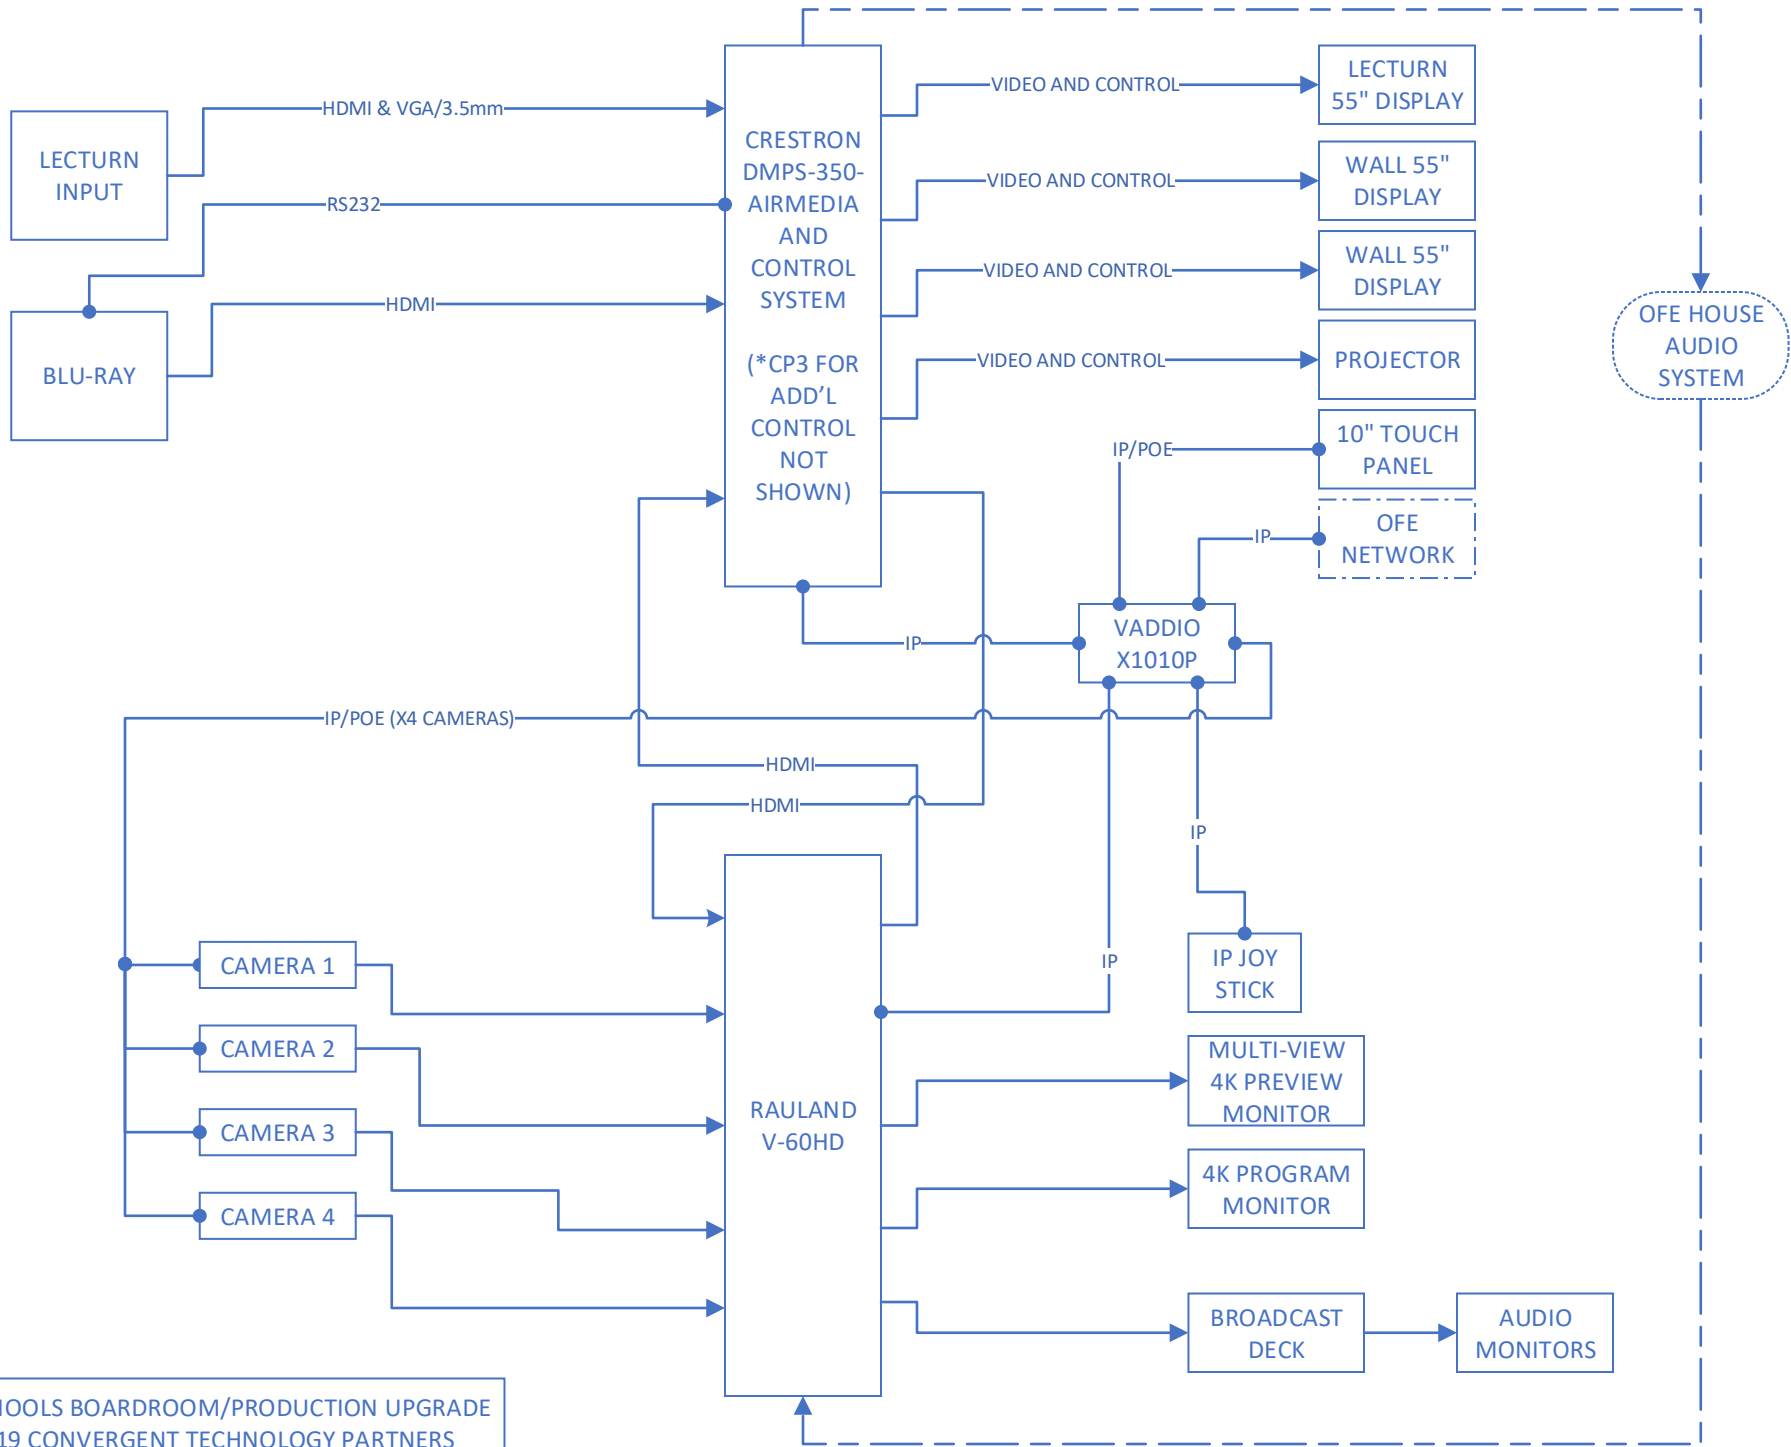 LECTURN
INPUT
HDMI & VGA/3.5mm
RS232
BLU-RAY
HDMI
CRESTRON
DMPS-350-
AIRMEDIA
AND
CONTROL
SYSTEM
(*CP3 FOR
ADD’L
CONTROL
NOT
SHOWN)
VIDEO AND CONTROL
LECTURN
55" DISPLAY
VIDEO AND CONTROL
WALL 55"
DISPLAY
VIDEO AND CONTROL
WALL 55"
DISPLAY
VIDEO AND CONTROL
PROJECTOR
OFE HOUSE
AUDIO
SYSTEM
IP/POE
10" TOUCH
PANEL
IP
OFE
NETWORK
IP
VADDIO
X1010P
IP/POE (X4 CAMERAS)
HDMI
HDMI
IP
IP
IP JOY
STICK
CAMERA 1
CAMERA 2
CAMERA 3
CAMERA 4
RAULAND
V-60HD
MULTI-VIEW
4K PREVIEW
MONITOR
4K PROGRAM
MONITOR
BROADCAST
DECK
AUDIO
MONITORS
HOOLS BOARDROOM/PRODUCTION UPGRADE
19 CONVERGENT TECHNOLOGY PARTNERS